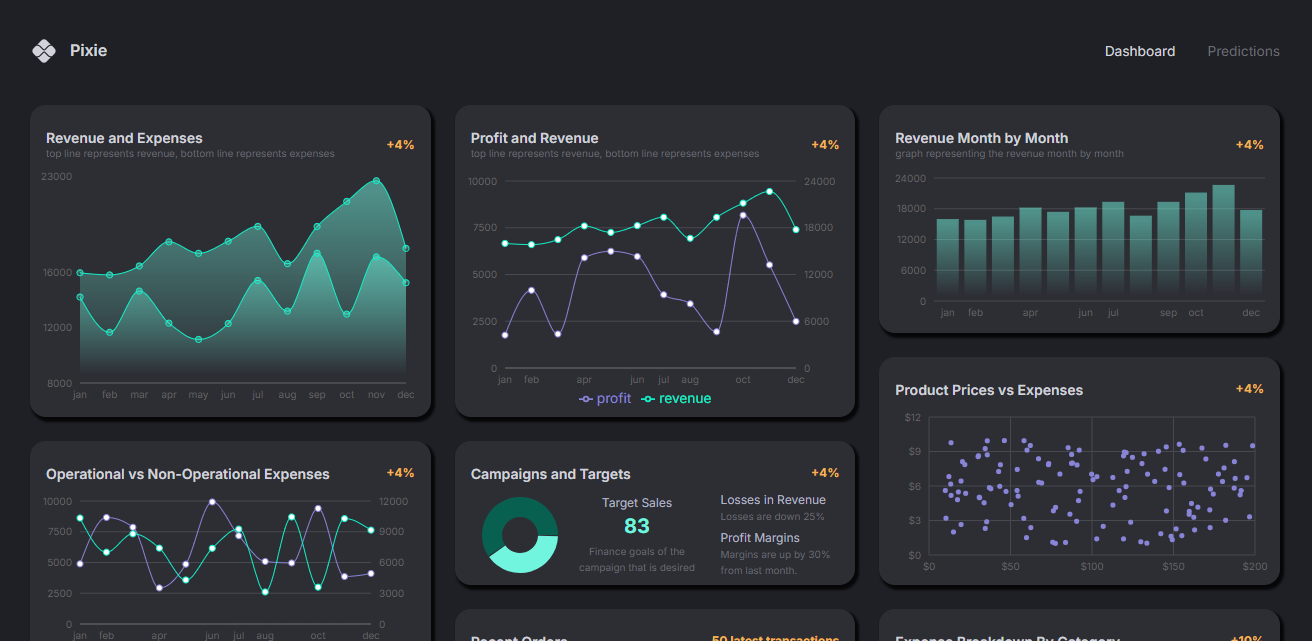 Pixie
Dashboard
Predictions
Revenue and Expenses
top line represents revenue, bottom line represents expenses
+4%
23000
16000
12000
8000
jan feb mar apr may jun jul aug sep oct nov dec
Profit and Revenue
top line represents revenue, bottom line represents expenses
+4%
10000
7500
5000
2500
0
24000
18000
12000
6000
0
jan feb apr jun jul aug oct dec
profit revenue
Revenue Month by Month
graph representing the revenue month by month
+4%
24000
18000
12000
6000
0
jan feb apr jun jul sep oct dec
Operational vs Non-Operational Expenses
+4%
10000
7500
5000
2500
0
12000
9000
6000
3000
0
jan feb apr jun jul aug oct dec
Campaigns and Targets
+4%
Target Sales
83
Finance goals of the
campaign that is desired
Losses in Revenue
Losses are down 25%
Profit Margins
Margins are up by 30%
from last month.
Product Prices vs Expenses
+4%
$12
$9
$6
$3
$0
$0 $50 $100 $150 $200
Recent Orders
50 latest transactions
Expense Breakdown By Category
+10%